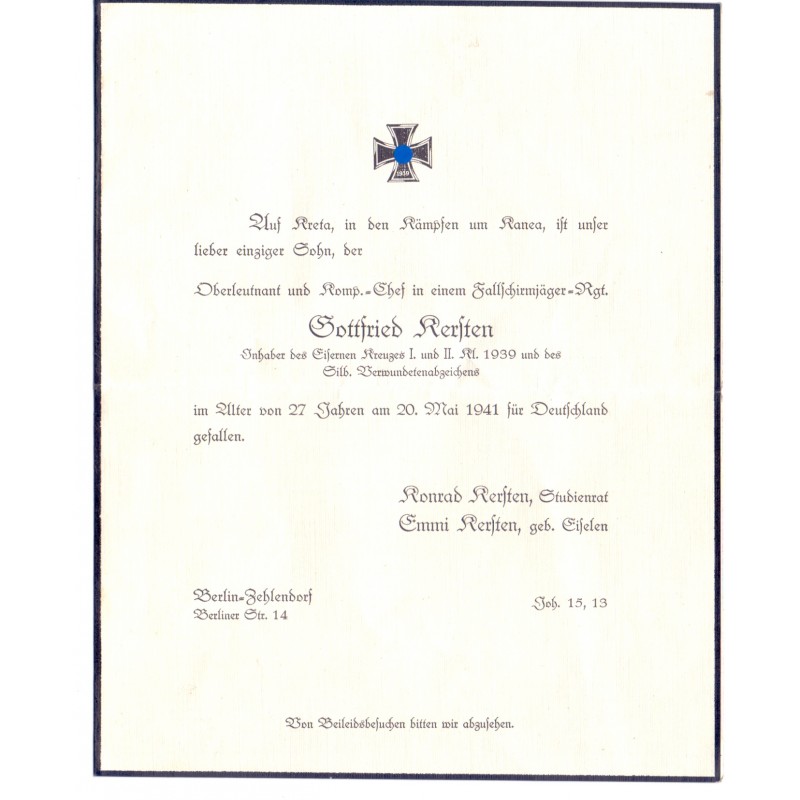 1939
Auf Kreta, in den Kämpfen um Kanea, ist unser
lieber einziger Sohn, der
Oberleutnant und Komp.=Chef in einem Fallschirmjäger=Rgt.
Gottfried Kersten
Inhaber des Eisernen Kreuzes I. und II. Kl. 1939 und des
Silb. Verwundetenabzeichens
im Alter von 27 Jahren am 20. Mai 1941 für Deutschland
gefallen.
Konrad Kersten, Studienrat
Emmi Kersten, geb. Eiselen
Berlin=Zehlendorf
Berliner Str. 14
Joh. 15, 13
Von Beileidsbesuchen bitten wir abzusehen.